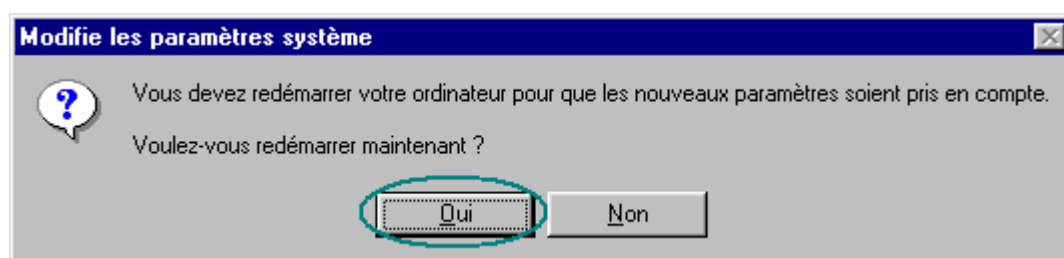 Modifie les paramètres système
Vous devez redémarrer votre ordinateur pour que les nouveaux paramètres soient pris en compte.
Voulez-vous redémarrer maintenant ?
Oui Non